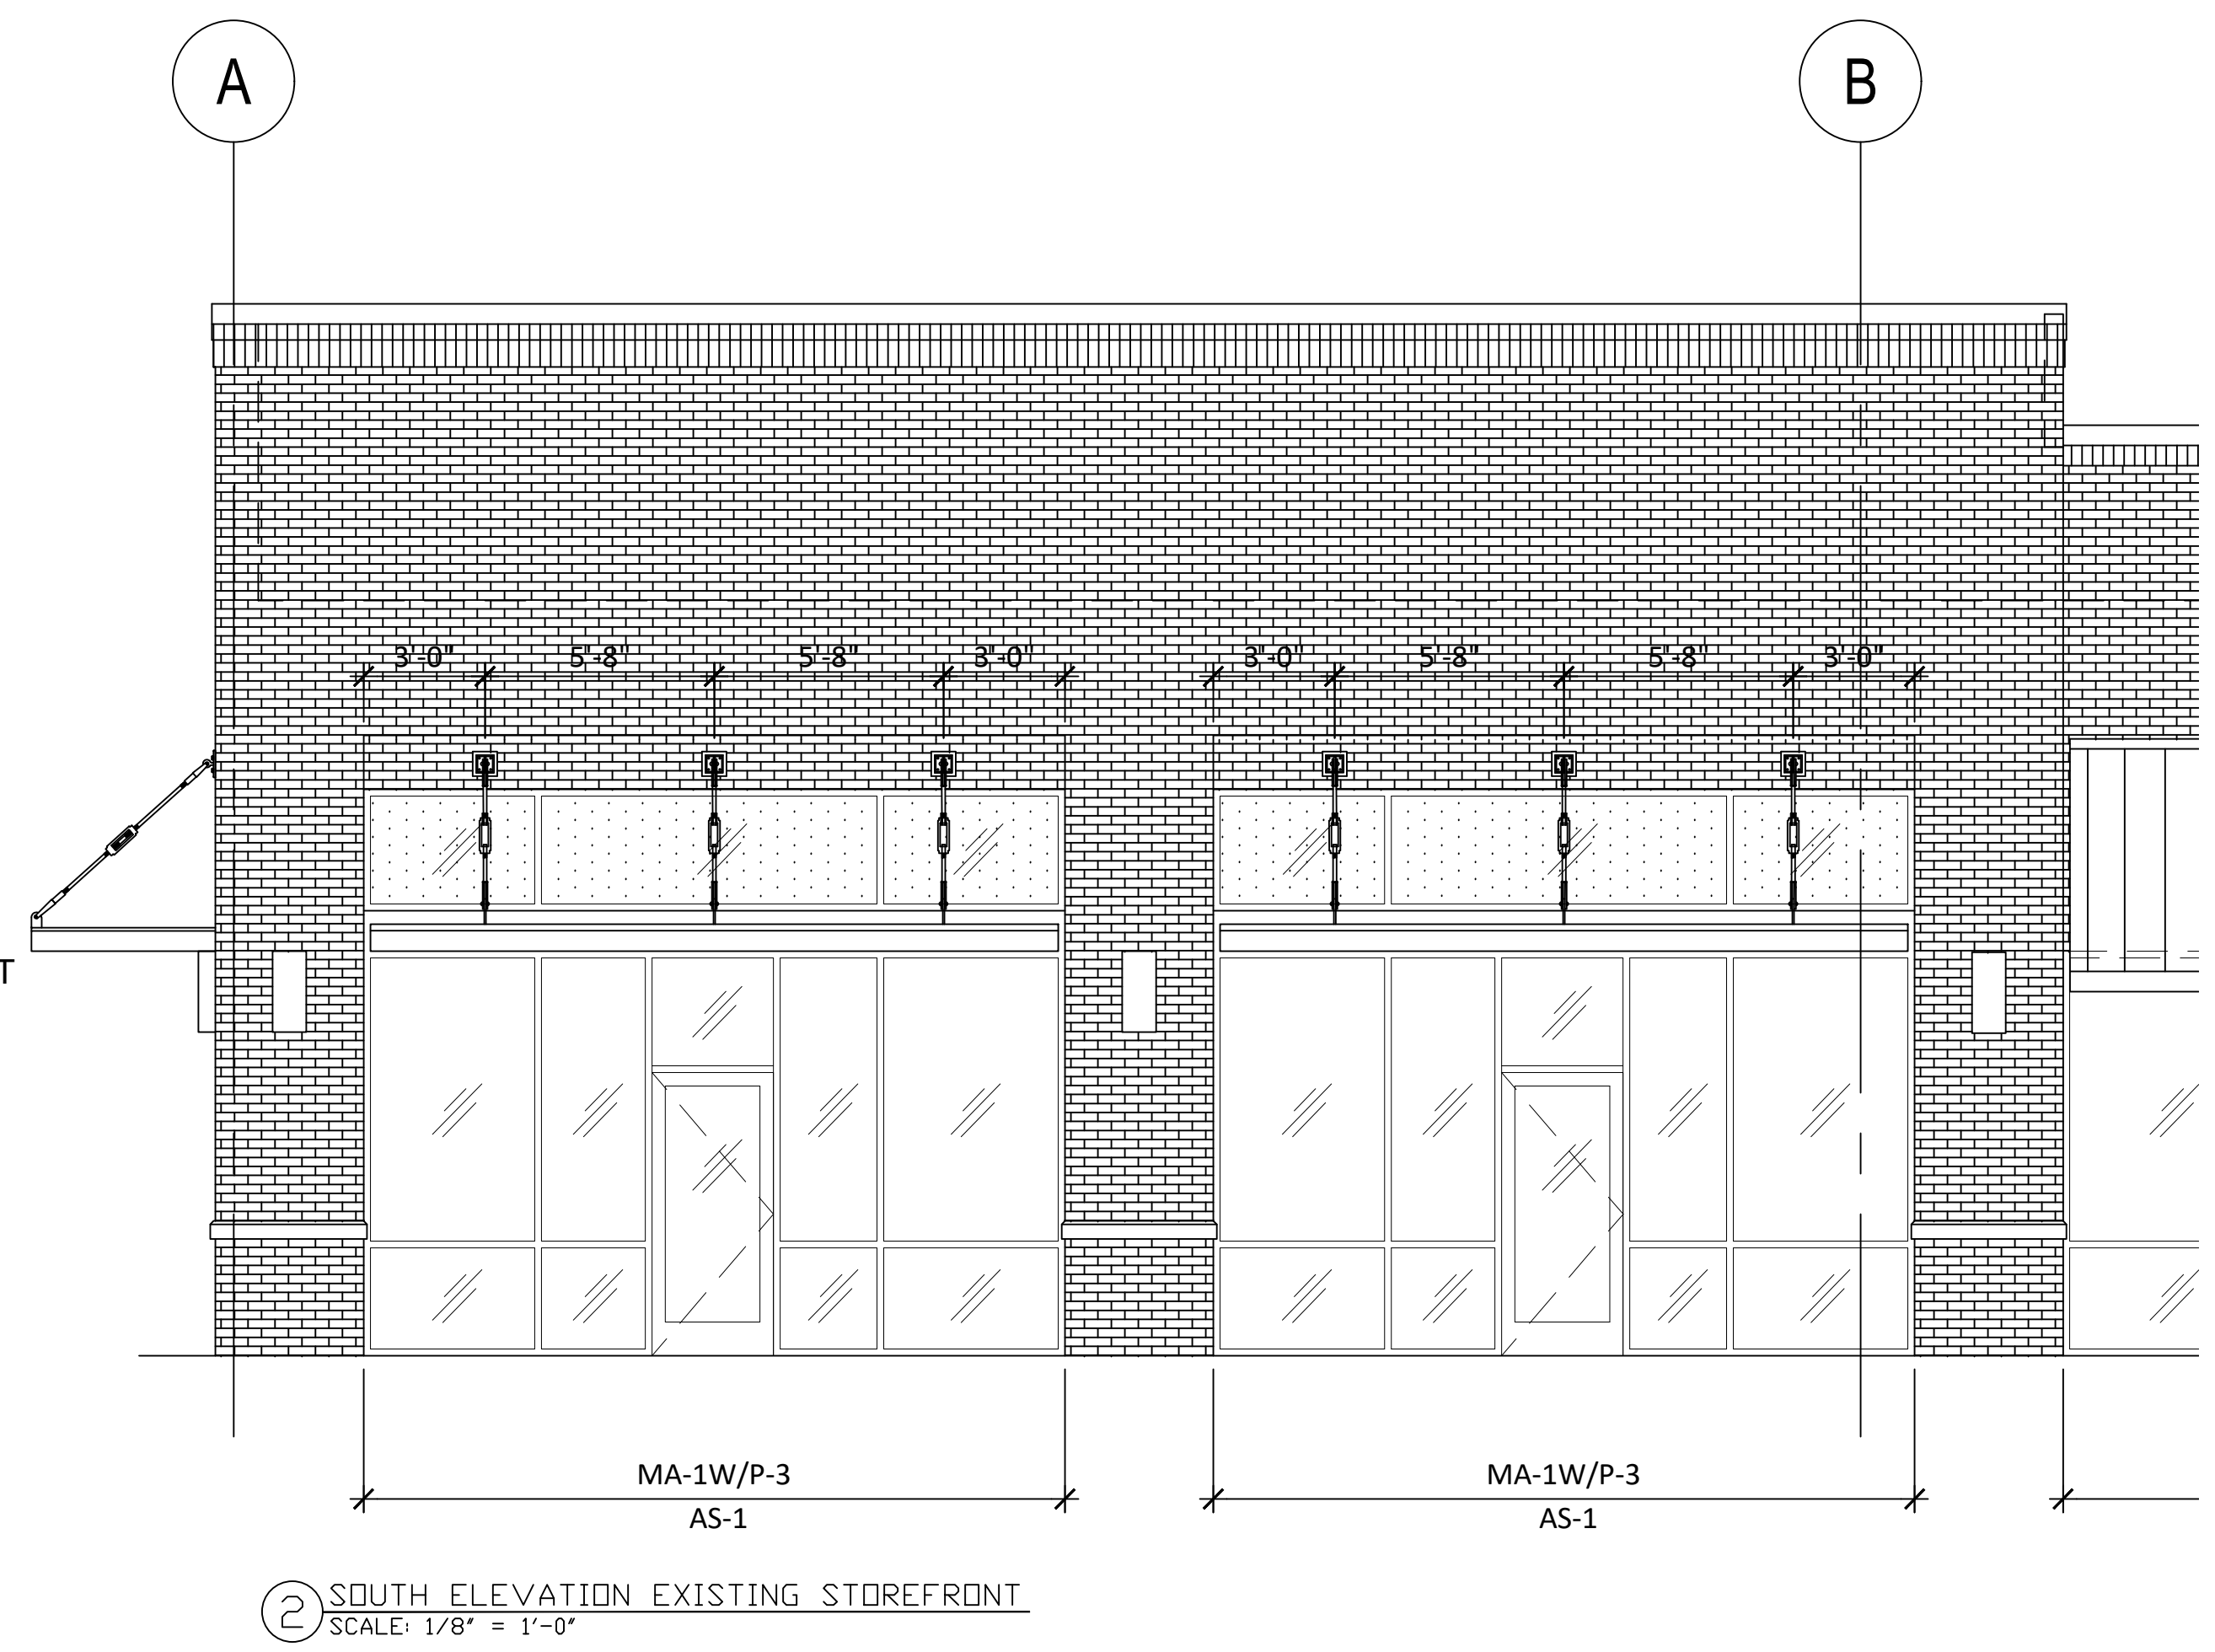 A B
3'-0" 5'-8" 5'-8" 3'-0" 3'-0" 5'-8" 5'-8" 3'-0"
T
MA-1W/P-3 MA-1W/P-3
AS-1 AS-1
2 SOUTH ELEVATION EXISTING STOREFRONT
SCALE: 1/8" = 1'-0"